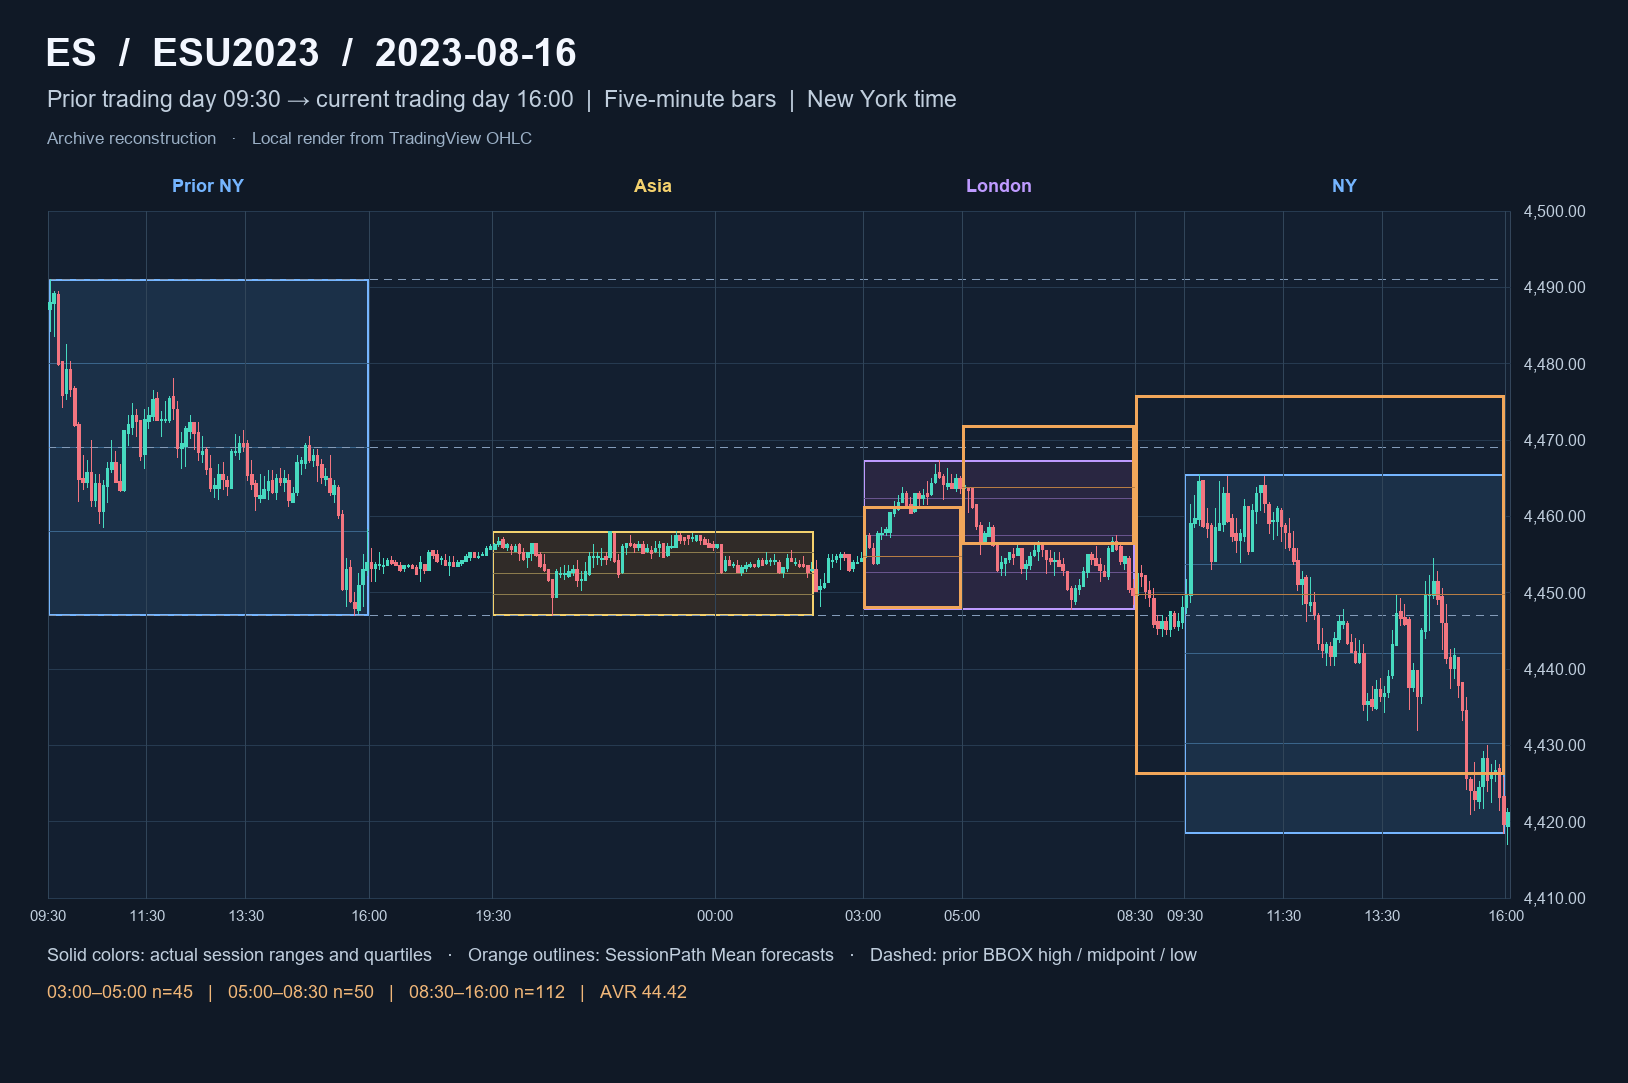 ES / ESU2023 / 2023-08-16
Prior trading day 09:30 → current trading day 16:00 | Five-minute bars | New York time
Archive reconstruction · Local render from TradingView OHLC
Prior NY Asia London NY
4,500.00
4,490.00
4,480.00
4,470.00
4,460.00
4,450.00
4,440.00
4,430.00
4,420.00
4,410.00
09:30 11:30 13:30 16:00 19:30 00:00 03:00 05:00 08:30 09:30 11:30 13:30 16:00
Solid colors: actual session ranges and quartiles · Orange outlines: SessionPath Mean forecasts · Dashed: prior BBOX high / midpoint / low
03:00–05:00 n=45 | 05:00–08:30 n=50 | 08:30–16:00 n=112 | AVR 44.42